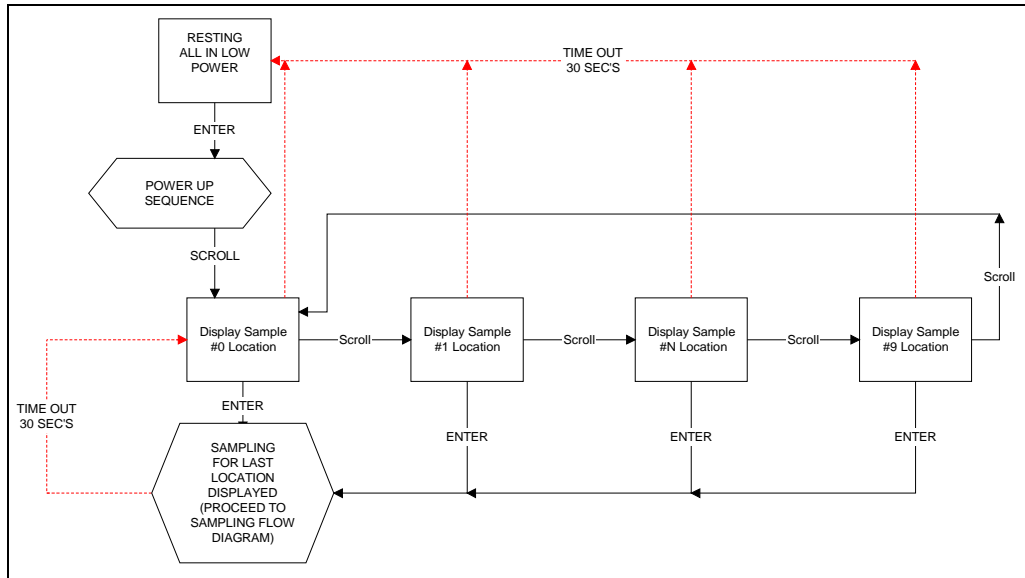 RESTING
ALL IN LOW
POWER
TIME OUT
30 SEC'S
ENTER
POWER UP
SEQUENCE
SCROLL
Scroll
Display Sample
#0 Location
Scroll
Display Sample
#1 Location
Scroll
Display Sample
#N Location
Scroll
Display Sample
#9 Location
TIME OUT
30 SEC'S
ENTER
ENTER
ENTER
ENTER
SAMPLING
FOR LAST
LOCATION
DISPLAYED
(PROCEED TO
SAMPLING FLOW
DIAGRAM)